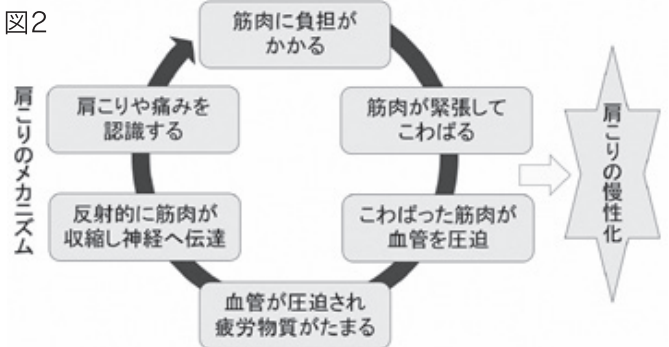 図2
筋肉に負担が
かかる
筋肉が緊張して
こわばる
こわばった筋肉が
血管を圧迫
血管が圧迫され
疲労物質がたまる
反射的に筋肉が
収縮し神経へ伝達
肩こりや痛みを
認識する
肩こりのメカニズム
肩こりの慢性化